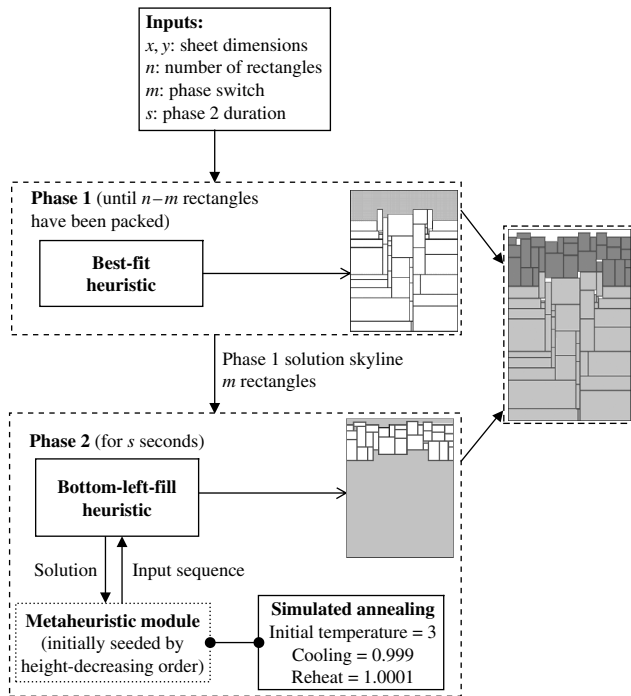 Inputs:
x, y: sheet dimensions
n: number of rectangles
m: phase switch
s: phase 2 duration
Phase 1 (until n–m rectangles
have been packed)
Best-fit
heuristic
Phase 1 solution skyline
m rectangles
Phase 2 (for s seconds)
Bottom-left-fill
heuristic
Solution
Input sequence
Metaheuristic module
(initially seeded by
height-decreasing order)
Simulated annealing
Initial temperature = 3
Cooling = 0.999
Reheat = 1.0001